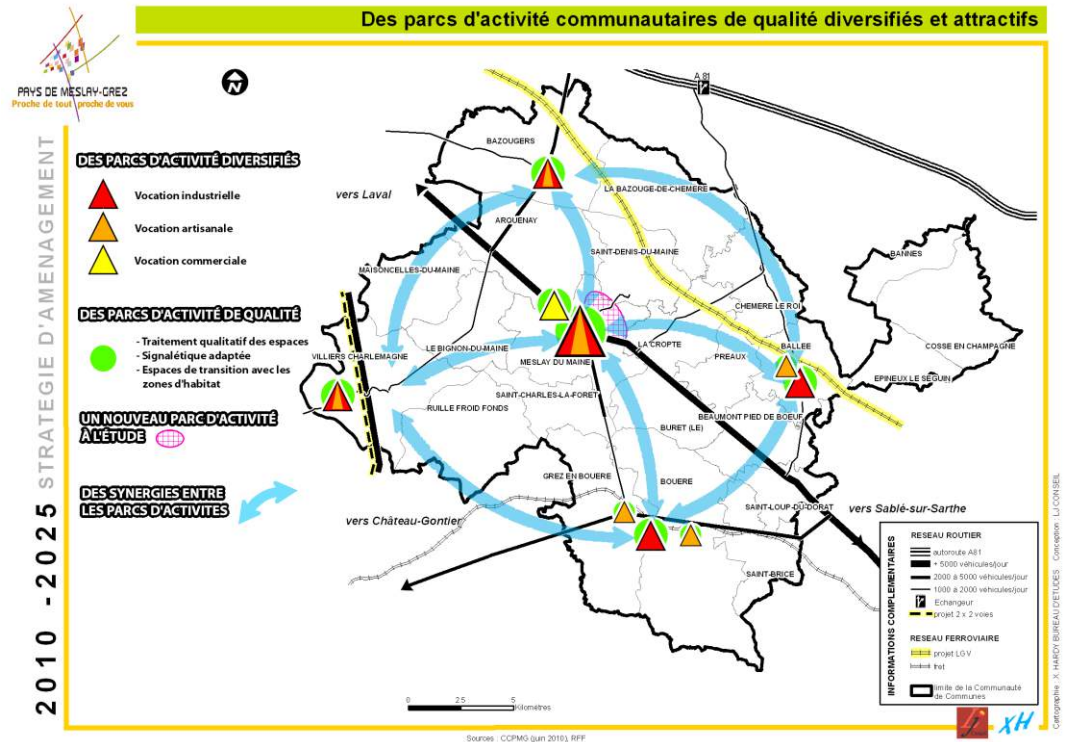 Des parcs d'activité communautaires de qualité diversifiés et attractifs
PAYS DE MESLAY-GREZ
Proche de tout proche de vous
2010 - 2025 STRATEGIE D'AMENAGEMENT
N
DES PARCS D'ACTIVITÉ DIVERSIFIÉS
Vocation industrielle
Vocation artisanale
Vocation commerciale
DES PARCS D'ACTIVITÉ DE QUALITÉ
- Traitement qualitatif des espaces
- Signalétique adaptée
- Espaces de transition avec les
zones d'habitat
UN NOUVEAU PARC D'ACTIVITÉ
À L'ÉTUDE
DES SYNERGIES ENTRE
LES PARCS D'ACTIVITES
A 81
BAZOUGERS
vers Laval
LA BAZOUGE-DE-CHEMERE
ARQUENAY
SAINT-DENIS-DU-MAINE
BANNES
MAISONCELLES-DU-MAINE
CHEMERE LE ROI
COSSE EN CHAMPAGNE
LA CROPTE
BALLEE
LE BIGNON-DU-MAINE
PREAUX
VILLIERS CHARLEMAGNE
MESLAY DU MAINE
EPINEUX LE SEGUIN
SAINT-CHARLES-LA-FORET
RUILLE FROID FONDS
BEAUMONT PIED DE BOEUF
BURET (LE)
GREZ EN BOUERE
BOUERE
SAINT-LOUP-DU-DORAT
vers Sablé-sur-Sarthe
vers Château-Gontier
SAINT-BRICE
INFORMATIONS COMPLEMENTAIRES
RESEAU ROUTIER
autoroute A81
+ 5000 véhicules/jour
2000 à 5000 véhicules/jour
1000 à 2000 véhicules/jour
Echangeur
projet 2 x 2 voies
RESEAU FERROVIAIRE
projet LGV
fret
limite de la Communauté
de Communes
0 2.5 5
Kilomètres
Sources : CCPMG (juin 2010), RFF
Cartographie : X. HARDY BUREAU D'ETUDES Conception : LJ CONSEIL
XH